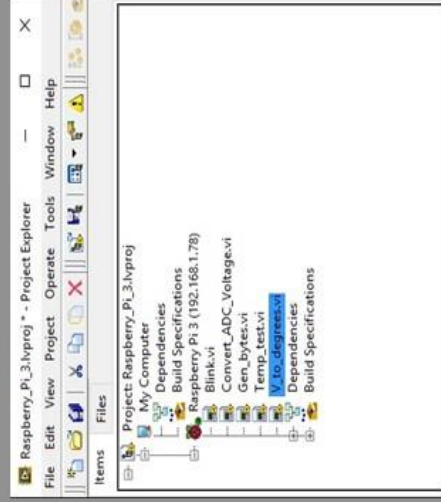 Raspberry_Pi_3.lvproj * - Project Explorer
File Edit View Project Operate Tools Window Help
Items Files
Project: Raspberry_Pi_3.lvproj
My Computer
Dependencies
Build Specifications
Raspberry Pi 3 (192.168.1.78)
Blink.vi
Convert_ADC_Voltage.vi
Gen_bytes.vi
Temp_test.vi
V_to_degrees.vi
Dependencies
Build Specifications